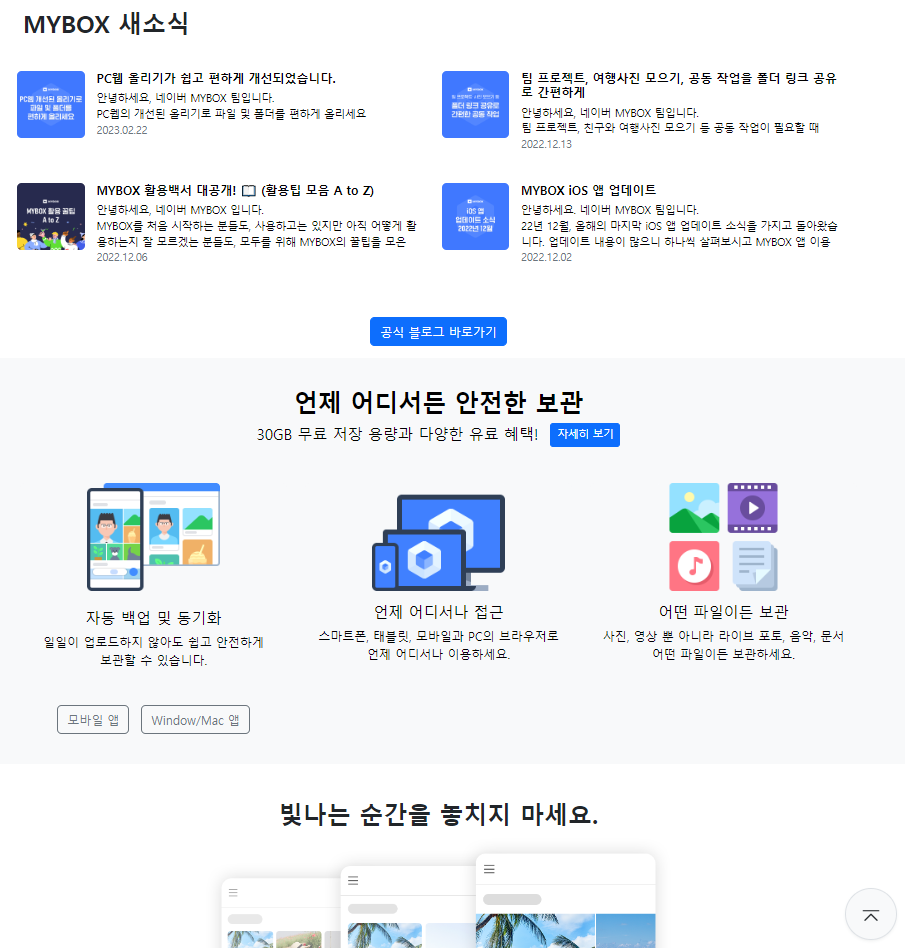 MYBOX 새소식
PC웹 개선된 올리기로
파일 및 폴더를
편하게 올리세요
PC웹 올리기가 쉽고 편하게 개선되었습니다.
안녕하세요, 네이버 MYBOX 팀입니다.
PC웹의 개선된 올리기로 파일 및 폴더를 편하게 올리세요
2023.02.22
폴더 링크 공유로
간편한 공동 작업
팀 프로젝트, 여행사진 모으기, 공동 작업을 폴더 링크 공유
로 간편하게
안녕하세요, 네이버 MYBOX 팀입니다.
팀 프로젝트, 친구와 여행사진 모으기 등 공동 작업이 필요할 때
2022.12.13
MYBOX 활용 꿀팁
A to Z
MYBOX 활용백서 대공개! 📖 (활용팁 모음 A to Z)
안녕하세요, 네이버 MYBOX 입니다.
MYBOX를 처음 시작하는 분들도, 사용하고는 있지만 아직 어떻게 활
용하는지 잘 모르겠는 분들도, 모두를 위해 MYBOX의 꿀팁을 모은
2022.12.06
iOS 앱
업데이트 소식
2022년 12월
MYBOX iOS 앱 업데이트
안녕하세요. 네이버 MYBOX 팀입니다.
22년 12월, 올해의 마지막 iOS 앱 업데이트 소식을 가지고 돌아왔습
니다. 업데이트 내용이 많으니 하나씩 살펴보시고 MYBOX 앱 이용
2022.12.02
공식 블로그 바로가기
언제 어디서든 안전한 보관
30GB 무료 저장 용량과 다양한 유료 혜택! 자세히 보기
자동 백업 및 동기화
일일이 업로드하지 않아도 쉽고 안전하게
보관할 수 있습니다.
모바일 앱
Window/Mac 앱
언제 어디서나 접근
스마트폰, 태블릿, 모바일과 PC의 브라우저로
언제 어디서나 이용하세요.
어떤 파일이든 보관
사진, 영상 뿐 아니라 라이브 포토, 음악, 문서
어떤 파일이든 보관하세요.
빛나는 순간을 놓치지 마세요.